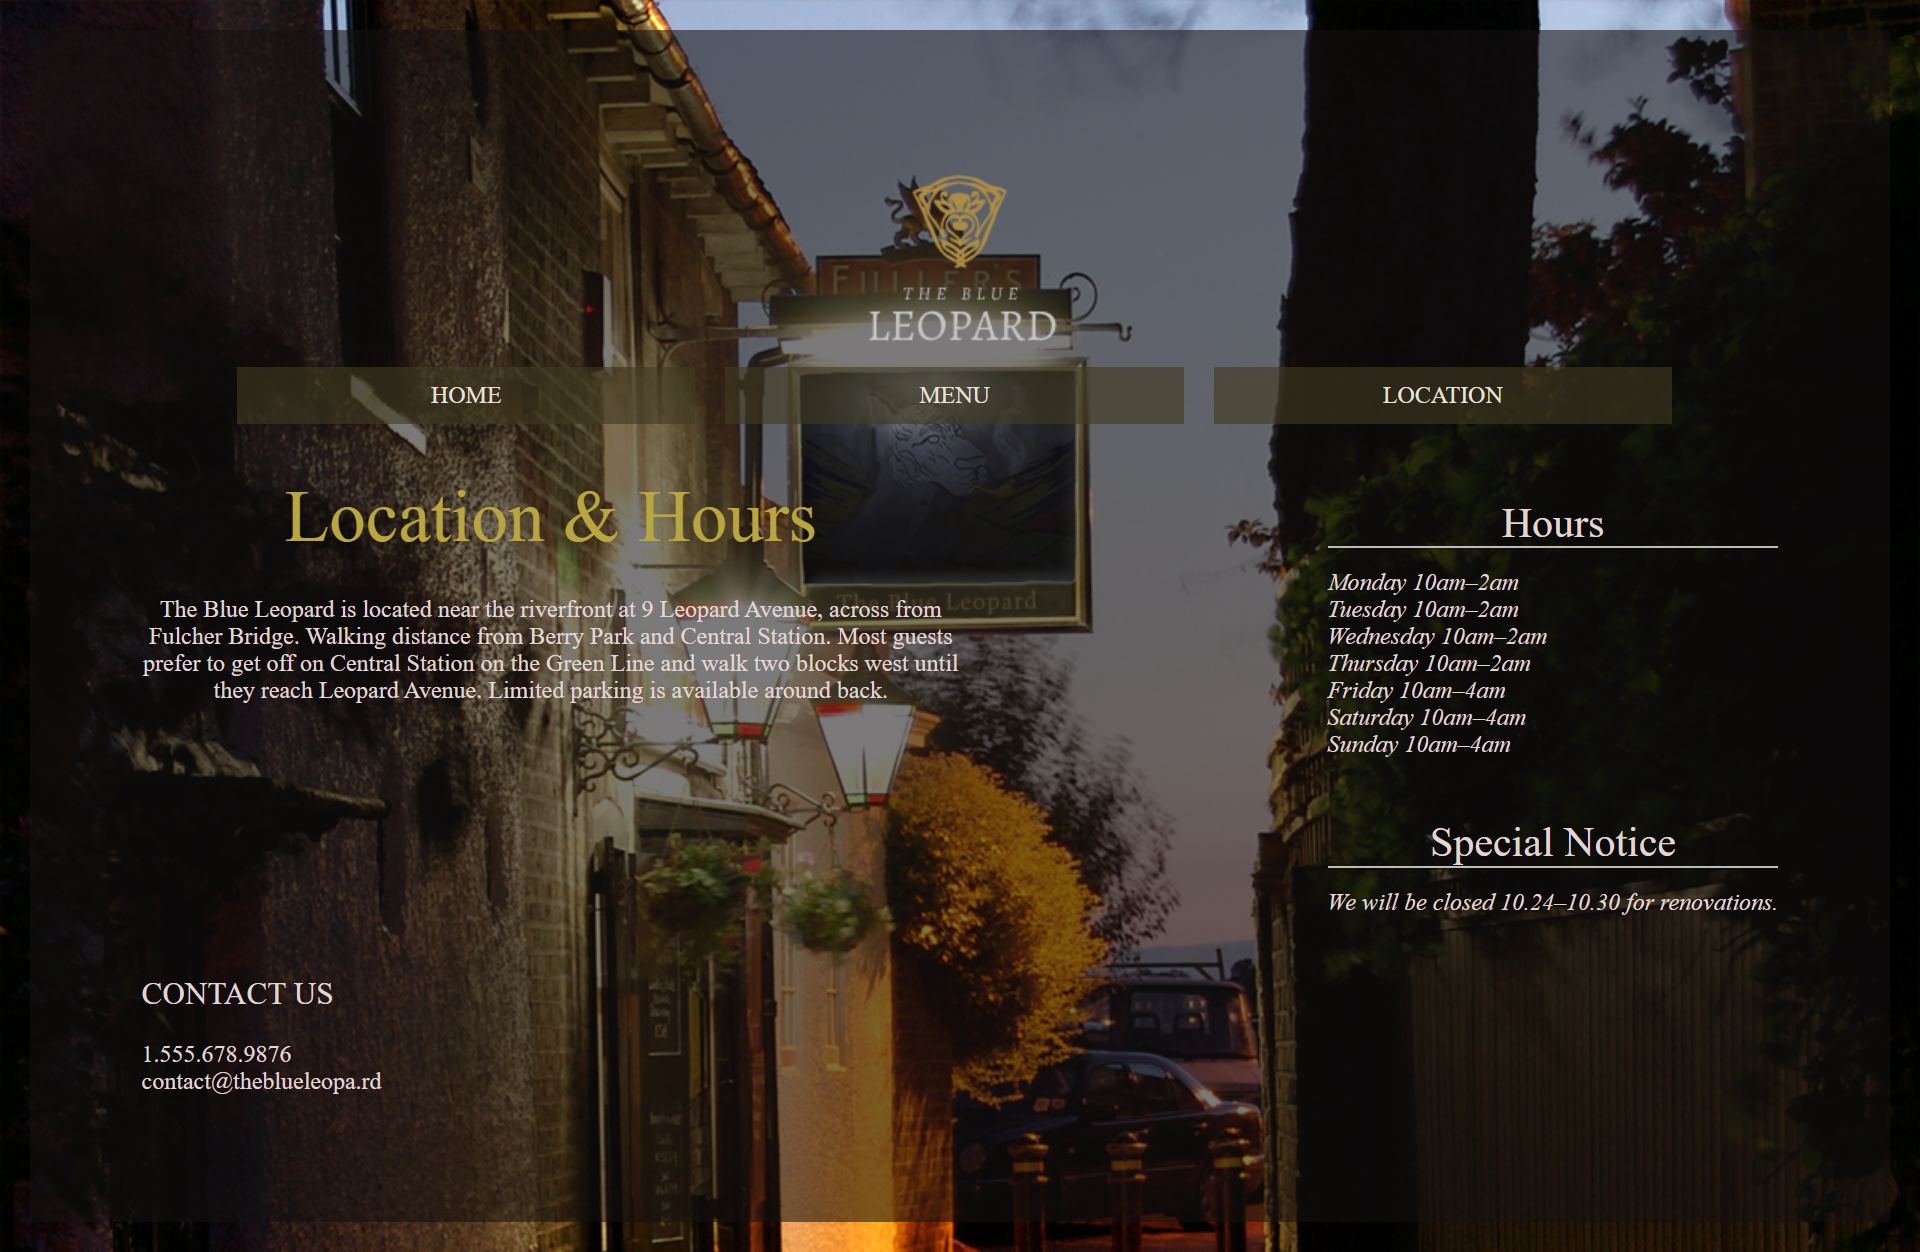 FULLER'S
THE BLUE
LEOPARD
HOME
MENU
LOCATION
Location & Hours
The Blue Leopard is located near the riverfront at 9 Leopard Avenue, across from
Fulcher Bridge. Walking distance from Berry Park and Central Station. Most guests
prefer to get off on Central Station on the Green Line and walk two blocks west until
they reach Leopard Avenue. Limited parking is available around back.
The Blue Leopard
Hours
Monday 10am–2am
Tuesday 10am–2am
Wednesday 10am–2am
Thursday 10am–2am
Friday 10am–4am
Saturday 10am–4am
Sunday 10am–4am
Special Notice
We will be closed 10.24–10.30 for renovations.
CONTACT US
1.555.678.9876
contact@theblueleopa.rd